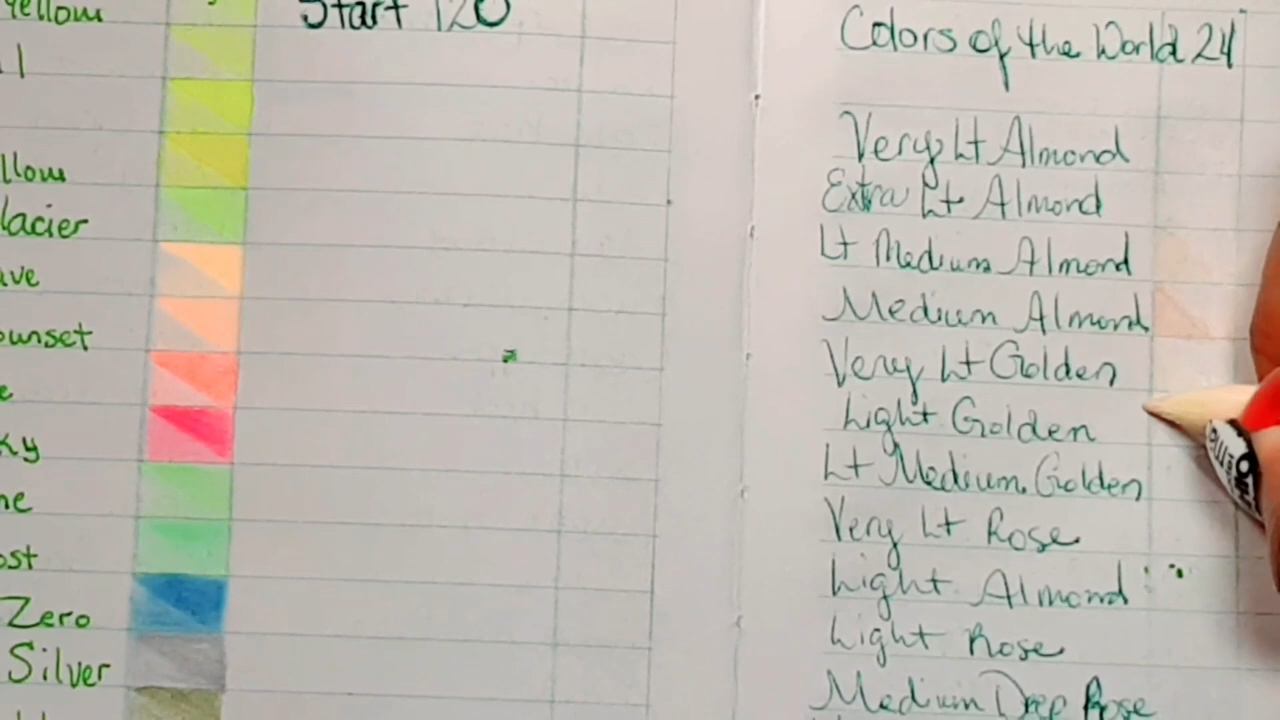 Yellow
Start 120
llow
lacier
ave
ounset
e
ky
ne
ost
Zero
Silver
Colors of the World 24
Very Lt Almond
Extra Lt Almond
Lt Medium Almond
Medium Almond
Very Lt Golden
Light Golden
Lt Medium Golden
Very Lt Rose
Light Almond
Light Rose
Medium Deep Rose